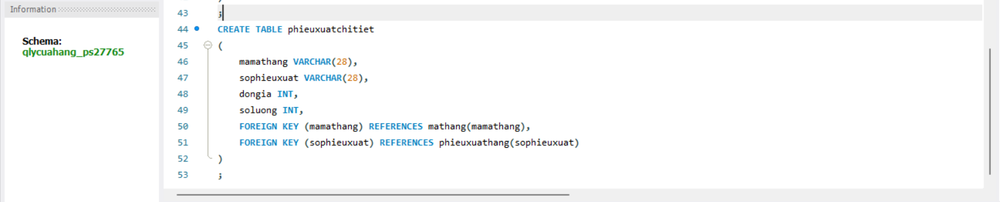 Information
Schema:
qlycuahang_ps27765
43 ;
44 CREATE TABLE phieuxuatchitiet
45 (
46 mamathang VARCHAR(28),
47 sophieuxuat VARCHAR(28),
48 dongia INT,
49 soluong INT,
50 FOREIGN KEY (mamathang) REFERENCES mathang(mamathang),
51 FOREIGN KEY (sophieuxuat) REFERENCES phieuxuathang(sophieuxuat)
52 )
53 ;